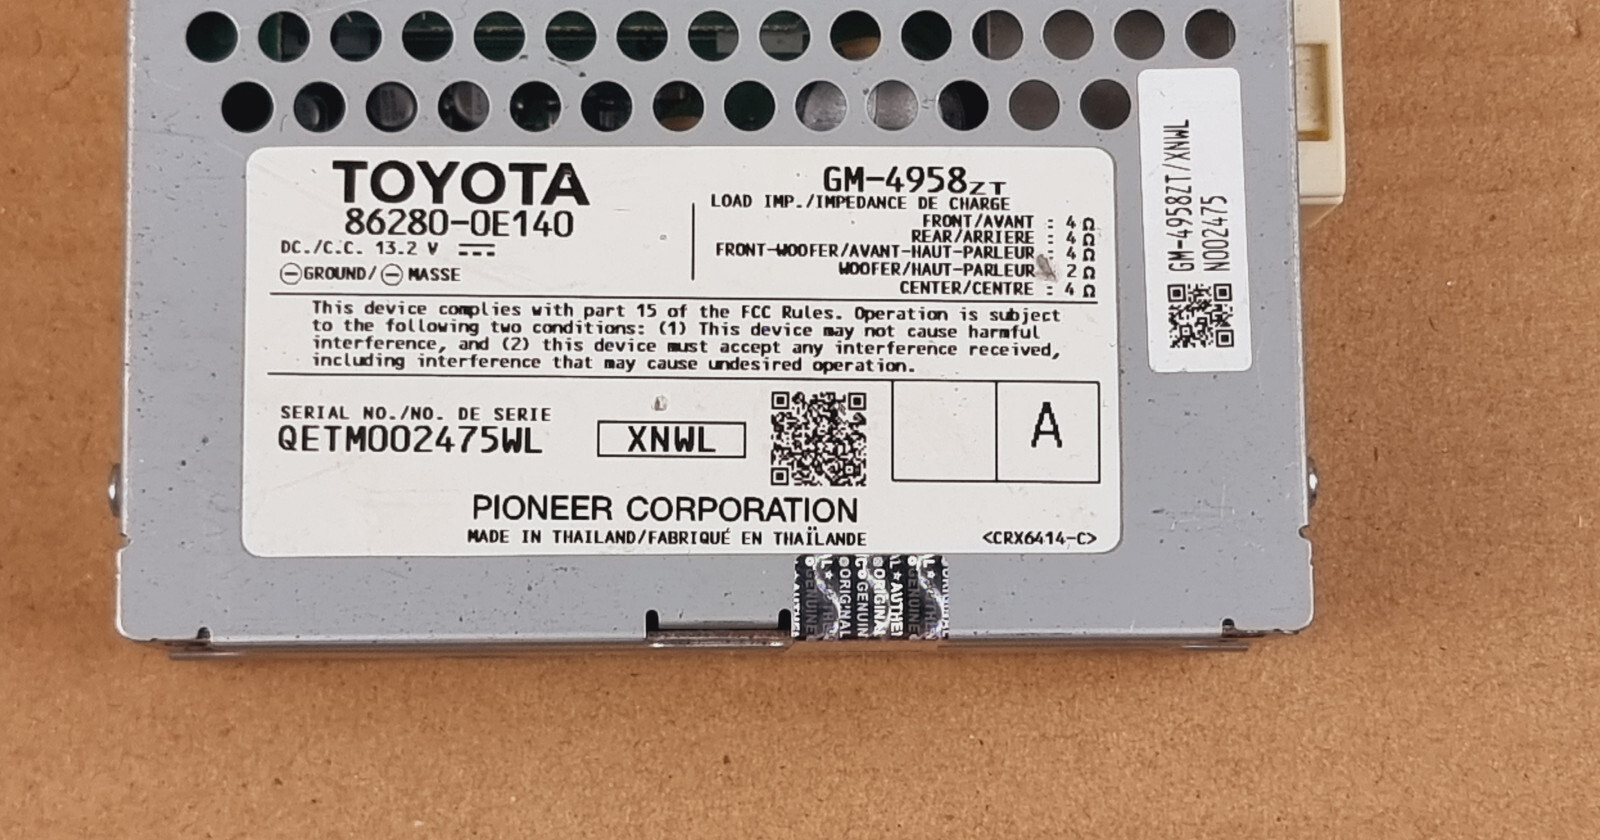 TOYOTA
86280-0E140
DC./C.C. 13.2 V
GROUND/ MASSE
GM-4958ZT
LOAD IMP./IMPEDANCE DE CHARGE
FRONT/AVANT : 4 Ω
REAR/ARRIERE : 4 Ω
FRONT-WOOFER/AVANT-HAUT-PARLEUR : 4 Ω
WOOFER/HAUT-PARLEUR 2 Ω
CENTER/CENTRE : 4 Ω
This device complies with part 15 of the FCC Rules. Operation is subject
to the following two conditions: (1) This device may not cause harmful
interference, and (2) this device must accept any interference received,
including interference that may cause undesired operation.
SERIAL NO./NO. DE SERIE
QETM002475WL
XNWL
A
PIONEER CORPORATION
MADE IN THAILAND/FABRIQUÉ EN THAÏLANDE
<CRX6414-C>
GM-4958ZT/XNWL
N002475
ORIGINAL
GENUIN
ORIGINA
AUTHE
GENUINE